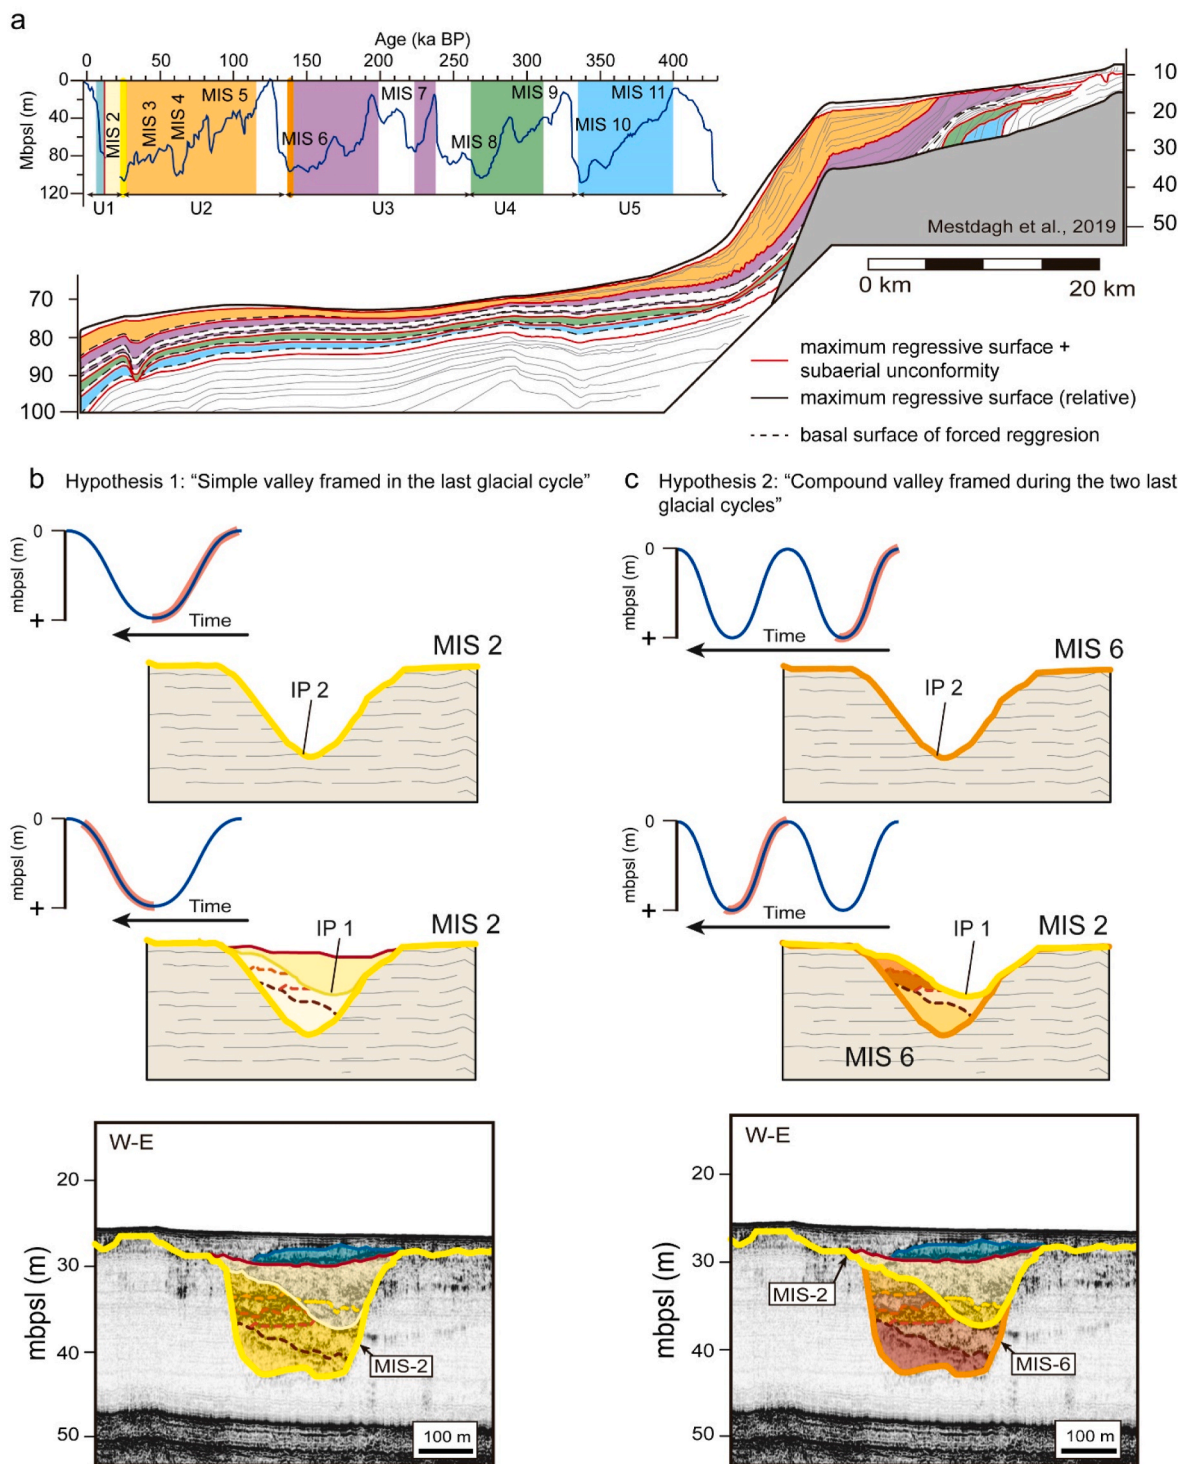 a
Age (ka BP)
0 50 100 150 200 250 300 350 400
Mbpsl (m)
0
40
80
120
MIS 2
MIS 3
MIS 4
MIS 5
MIS 6
MIS 7
MIS 8
MIS 9
MIS 10
MIS 11
U1 U2 U3 U4 U5
10
20
30
40
50
Mestdagh et al., 2019
0 km 20 km
70
80
90
100
maximum regressive surface +
subaerial unconformity
maximum regressive surface (relative)
basal surface of forced reggresion
b Hypothesis 1: “Simple valley framed in the last glacial cycle”
0
mbpsl (m)
+
Time
MIS 2
IP 2
0
mbpsl (m)
+
Time
MIS 2
IP 1
W-E
20
30
40
50
mbpsl (m)
MIS-2
100 m
c Hypothesis 2: “Compound valley framed during the two last
glacial cycles”
0
mbpsl (m)
+
Time
MIS 6
IP 2
0
mbpsl (m)
+
Time
IP 1
MIS 2
MIS 6
W-E
20
30
40
50
mbpsl (m)
MIS-2
MIS-6
100 m